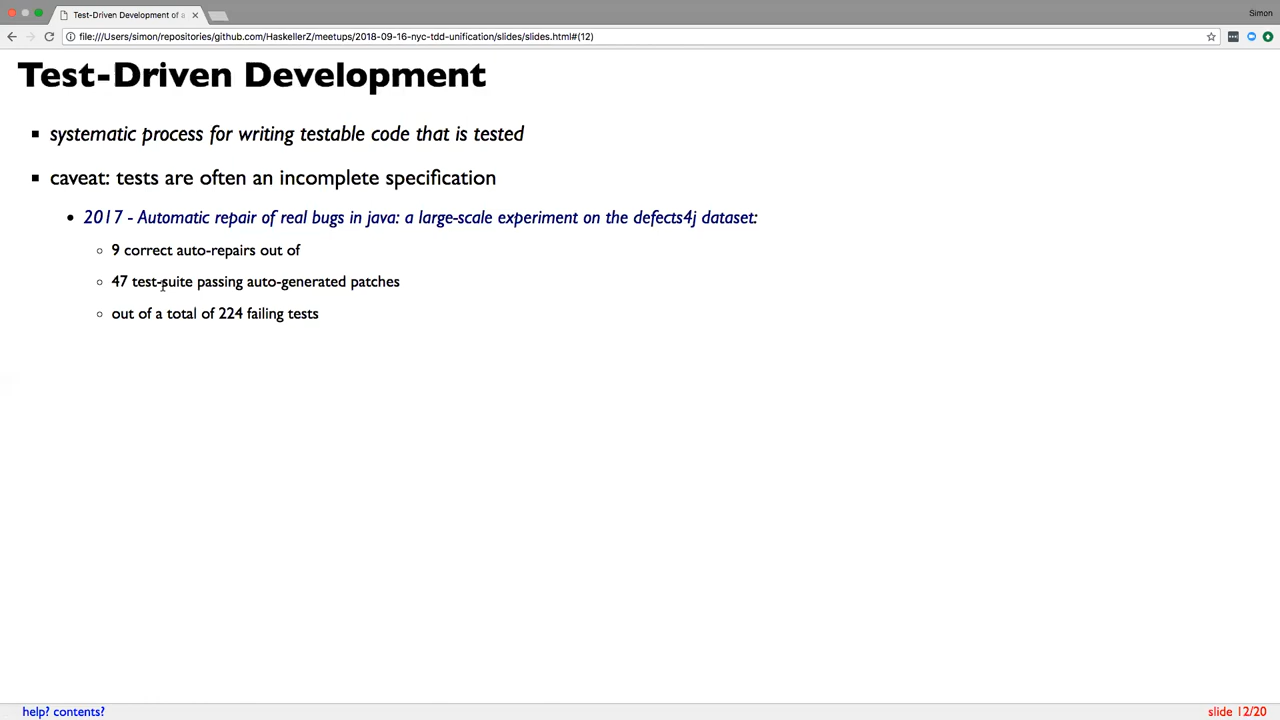 Test-Driven Development of a
Simon
file:///Users/simon/repositories/github.com/HaskellerZ/meetups/2018-09-16-nyc-tdd-unification/slides/slides.html#(12)
Test-Driven Development
systematic process for writing testable code that is tested
caveat: tests are often an incomplete specification
2017 - Automatic repair of real bugs in java: a large-scale experiment on the defects4j dataset:
9 correct auto-repairs out of
47 test-suite passing auto-generated patches
out of a total of 224 failing tests
help? contents?
slide 12/20